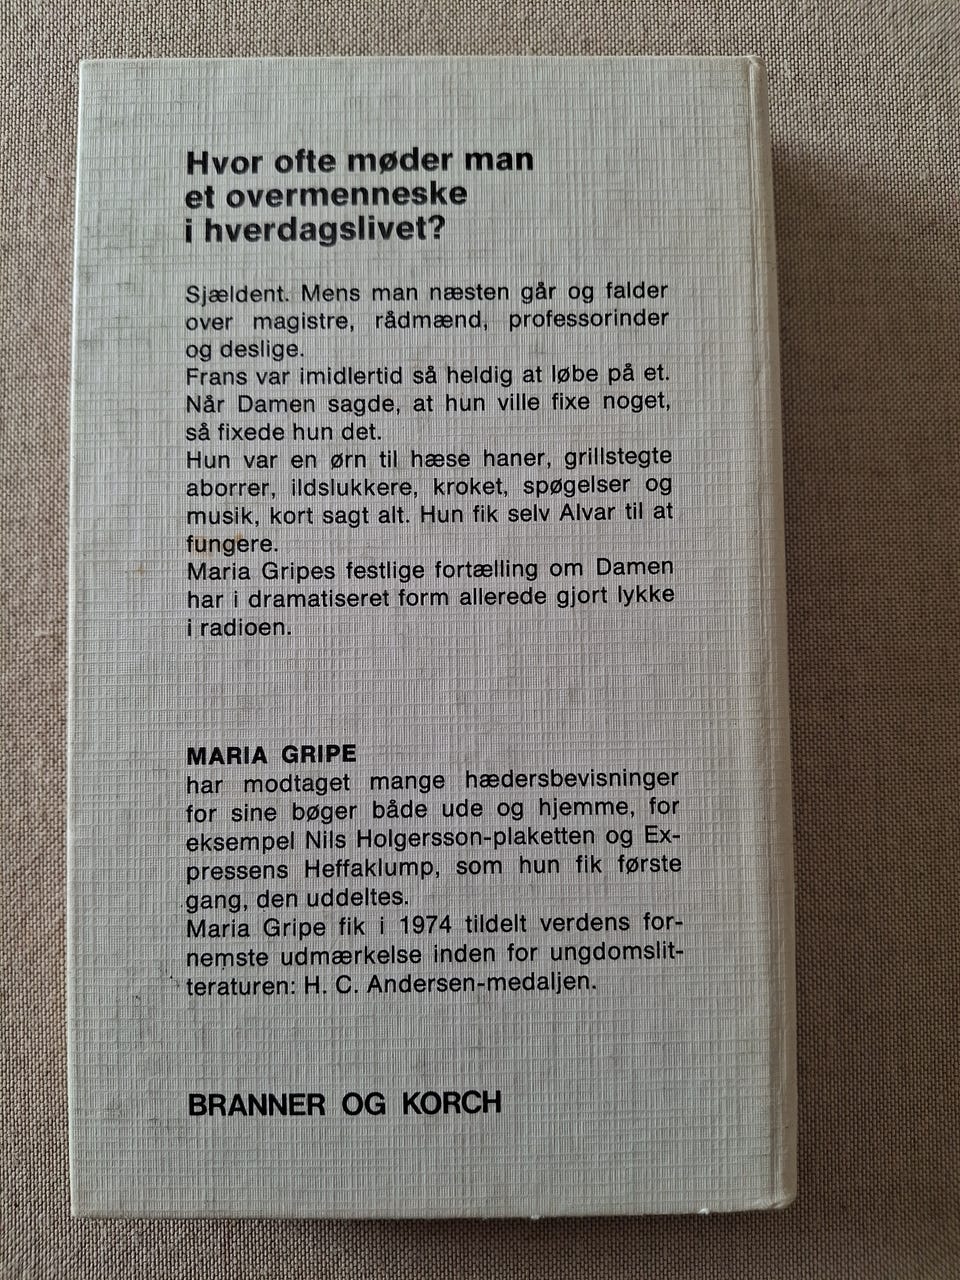 Hvor ofte møder man
et overmenneske
i hverdagslivet?
Sjældent. Mens man næsten går og falder
over magistre, rådmænd, professorinder
og deslige.
Frans var imidlertid så heldig at løbe på et.
Når Damen sagde, at hun ville fixe noget,
så fixede hun det.
Hun var en ørn til hæse haner, grillstegte
aborrer, ildslukkere, kroket, spøgelser og
musik, kort sagt alt. Hun fik selv Alvar til at
fungere.
Maria Gripes festlige fortælling om Damen
har i dramatiseret form allerede gjort lykke
i radioen.
MARIA GRIPE
har modtaget mange hædersbevisninger
for sine bøger både ude og hjemme, for
eksempel Nils Holgersson-plaketten og Ex-
pressens Heffaklump, som hun fik første
gang, den uddeltes.
Maria Gripe fik i 1974 tildelt verdens for-
nemste udmærkelse inden for ungdomslit-
teraturen: H. C. Andersen-medaljen.
BRANNER OG KORCH